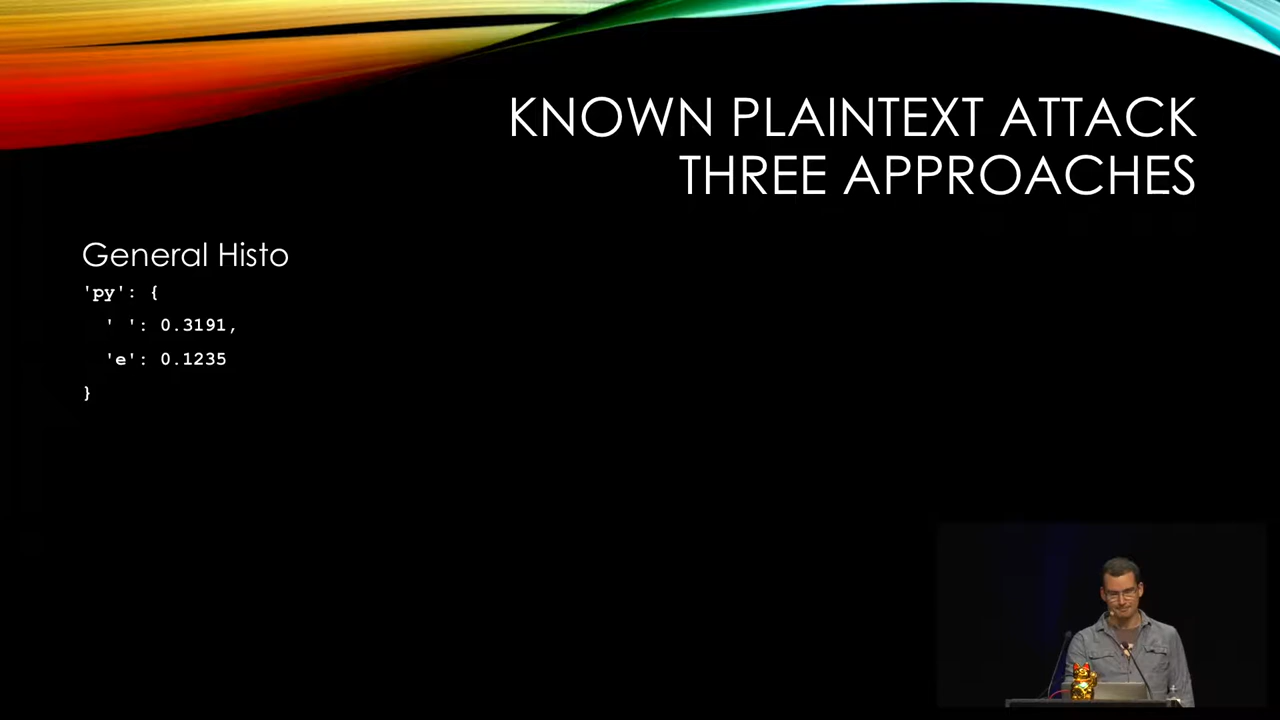 KNOWN PLAINTEXT ATTACK
THREE APPROACHES
General Histo
'py': {
' ': 0.3191,
'e': 0.1235
}